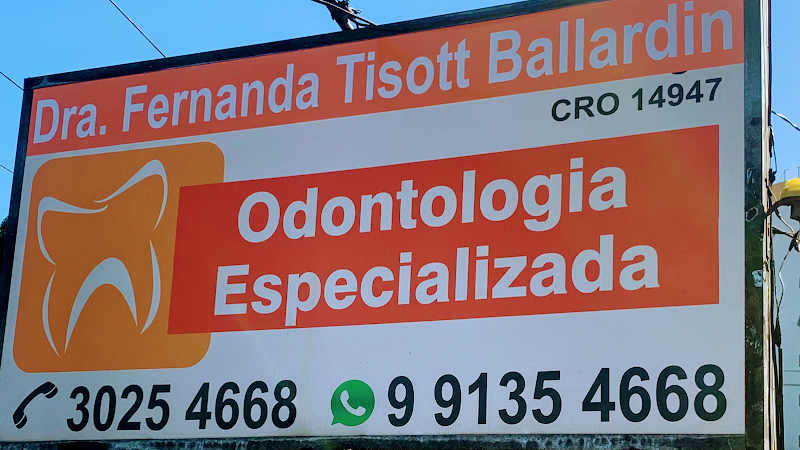 Dra. Fernanda Tisott Ballardin
CRO 14947
Odontologia
Especializada
3025 4668 9 9135 4668